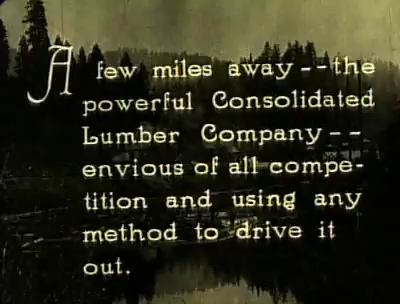 A few miles away--the
powerful Consolidated
Lumber Company--
envious of all compe-
tition and using any
method to drive it
out.